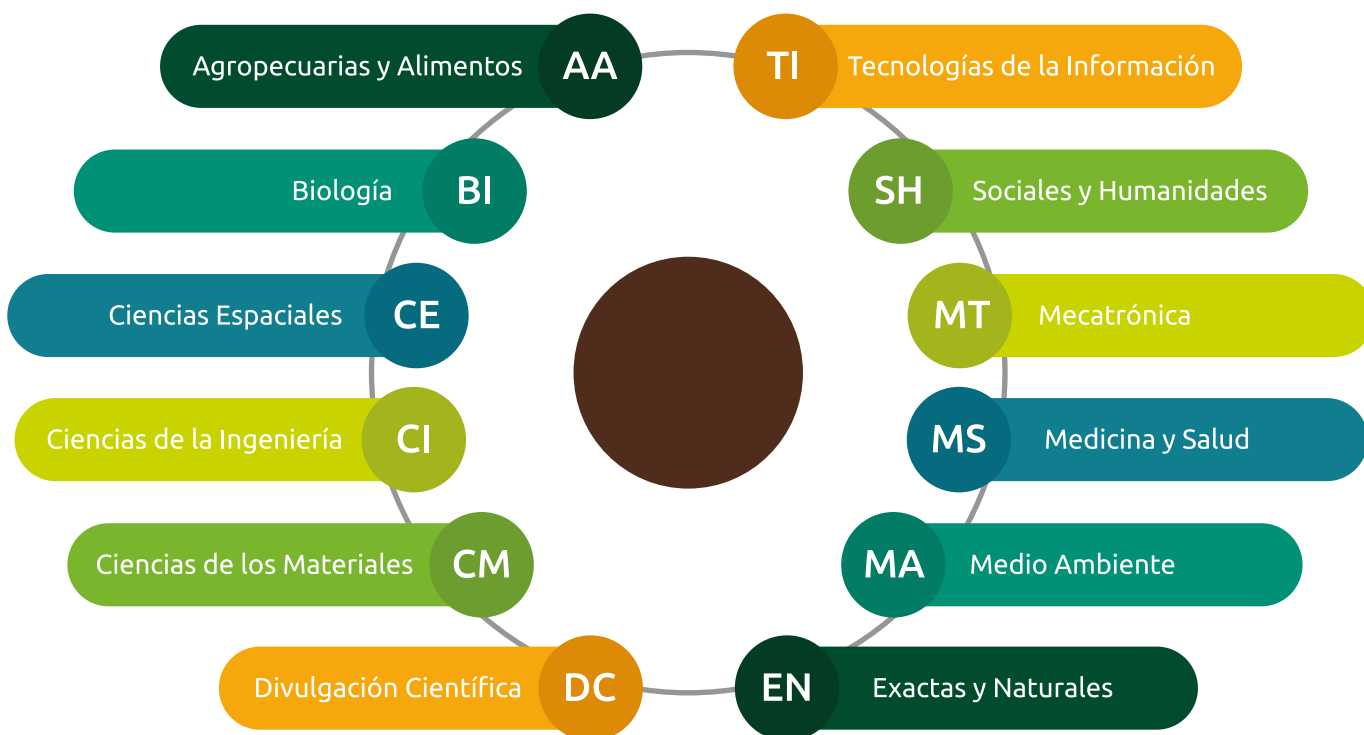 Agropecuarias y Alimentos AA
TI Tecnologías de la Información
Biología BI
SH Sociales y Humanidades
Ciencias Espaciales CE
MT Mecatrónica
Ciencias de la Ingeniería CI
MS Medicina y Salud
Ciencias de los Materiales CM
MA Medio Ambiente
Divulgación Científica DC
EN Exactas y Naturales